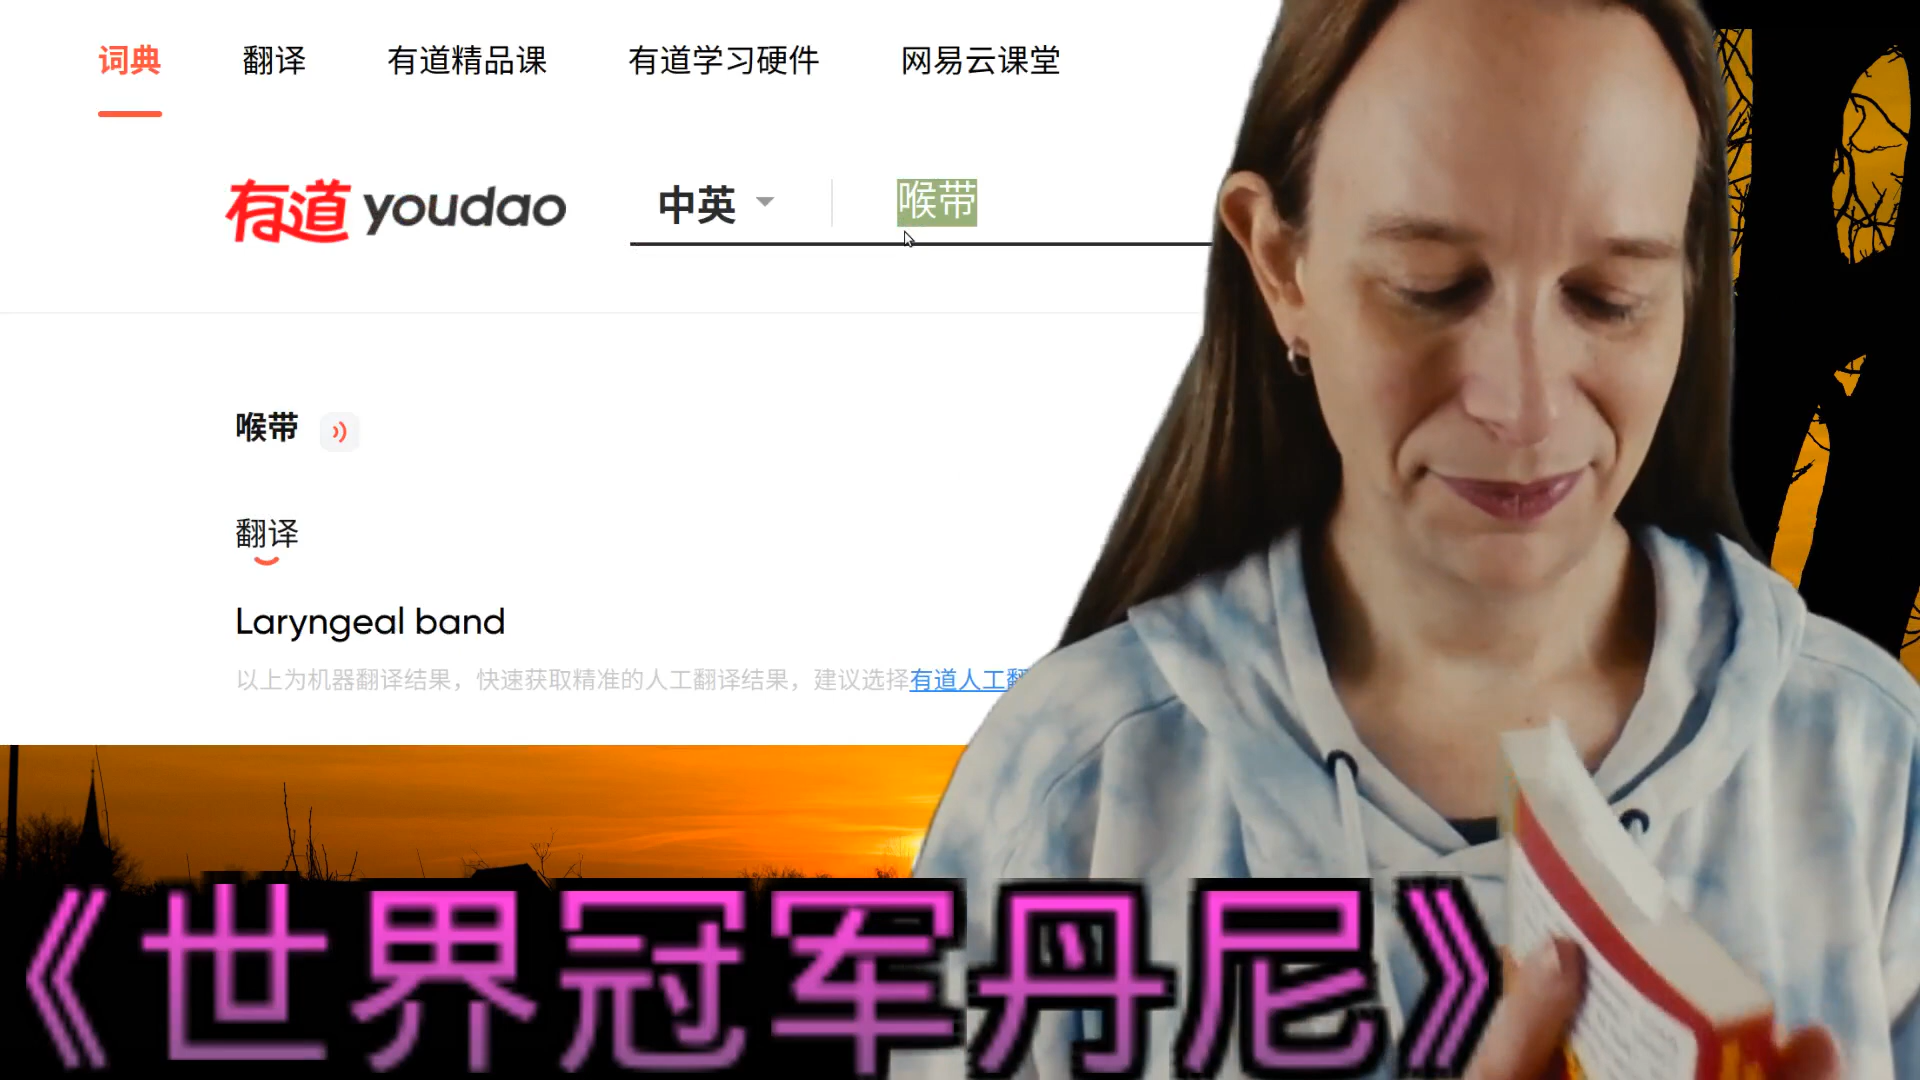 词典 翻译 有道精品课 有道学习硬件 网易云课堂
有道 youdao 中英 喉带
喉带
翻译
Laryngeal band
以上为机器翻译结果，快速获取精准的人工翻译结果，建议选择有道人工翻
《世界冠军丹尼》